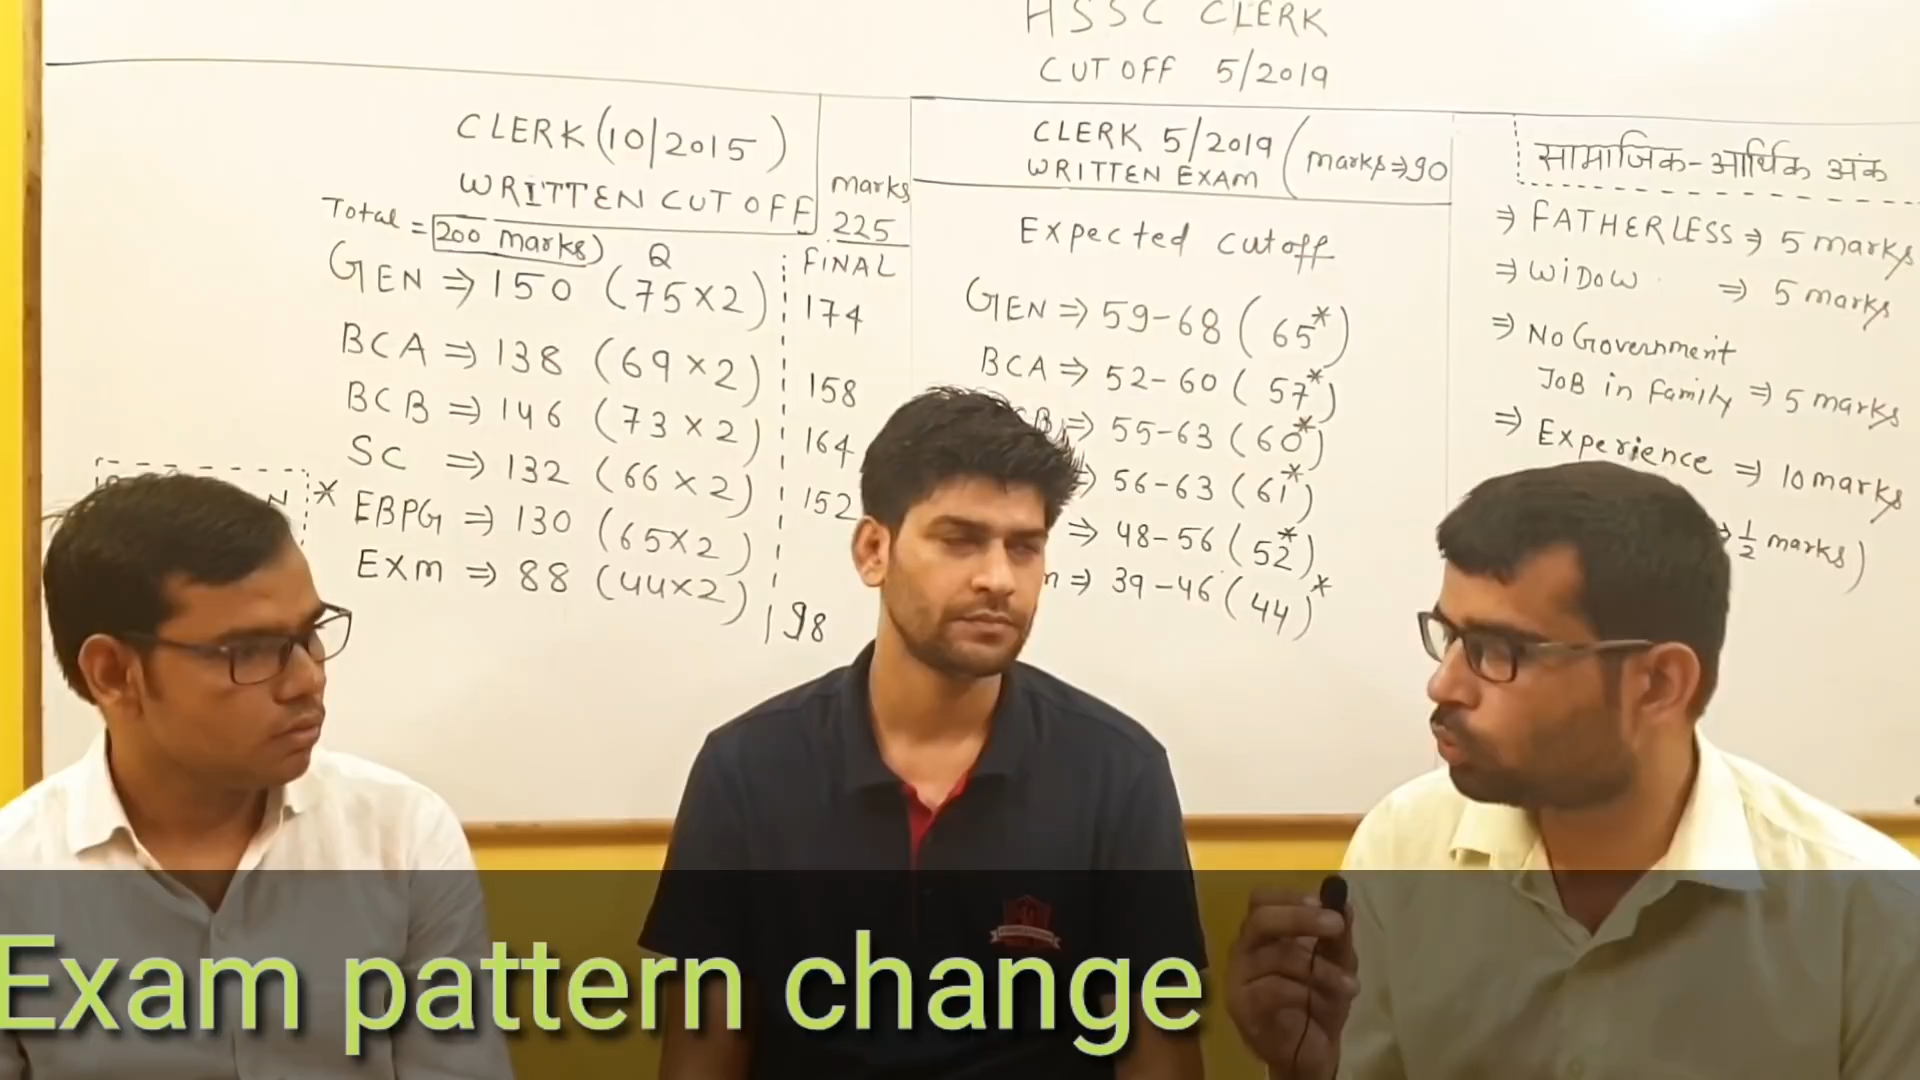 HSSC CLERK
CUT OFF 5/2019
CLERK (10/2015)
WRITTEN CUT OFF
Total = 200 marks) Q
GEN ⇒ 150 (75×2)
BCA ⇒ 138 (69×2)
BCB ⇒ 146 (73×2)
SC ⇒ 132 (66×2)
* EBPG ⇒ 130 (65×2)
EXM ⇒ 88 (44×2)
marks
225
FINAL
174
158
164
152
198
CLERK 5/2019
WRITTEN EXAM (marks ⇒ 90
Expected cutoff
GEN ⇒ 59-68 (65*)
BCA ⇒ 52-60 (57*)
⇒ 55-63 (60*)
⇒ 56-63 (61*)
⇒ 48-56 (52*)
⇒ 39-46 (44)*
सामाजिक-आर्थिक अंक
⇒ FATHERLESS ⇒ 5 marks
⇒ WIDOW ⇒ 5 marks
⇒ No Government
JOB in family ⇒ 5 marks
⇒ Experience ⇒ 10 marks
½ marks)
Exam pattern change